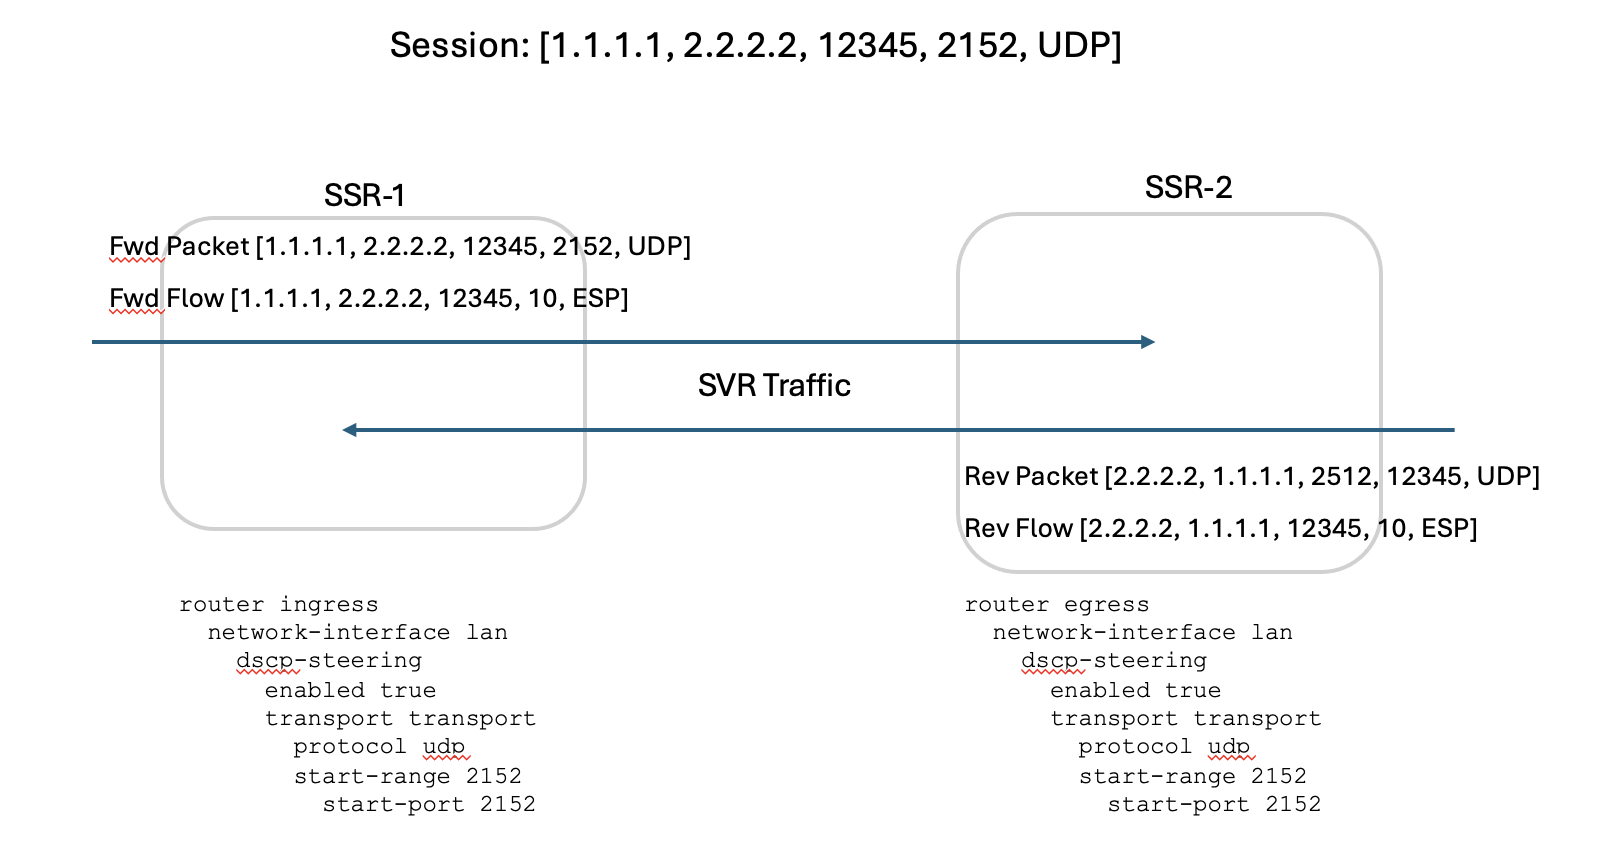 Session: [1.1.1.1, 2.2.2.2, 12345, 2152, UDP]
SSR-1
Fwd Packet [1.1.1.1, 2.2.2.2, 12345, 2152, UDP]
Fwd Flow [1.1.1.1, 2.2.2.2, 12345, 10, ESP]
SSR-2
SVR Traffic
Rev Packet [2.2.2.2, 1.1.1.1, 2512, 12345, UDP]
Rev Flow [2.2.2.2, 1.1.1.1, 12345, 10, ESP]
router ingress
network-interface lan
dscp-steering
enabled true
transport transport
protocol udp
start-range 2152
start-port 2152
router egress
network-interface lan
dscp-steering
enabled true
transport transport
protocol udp
start-range 2152
start-port 2152